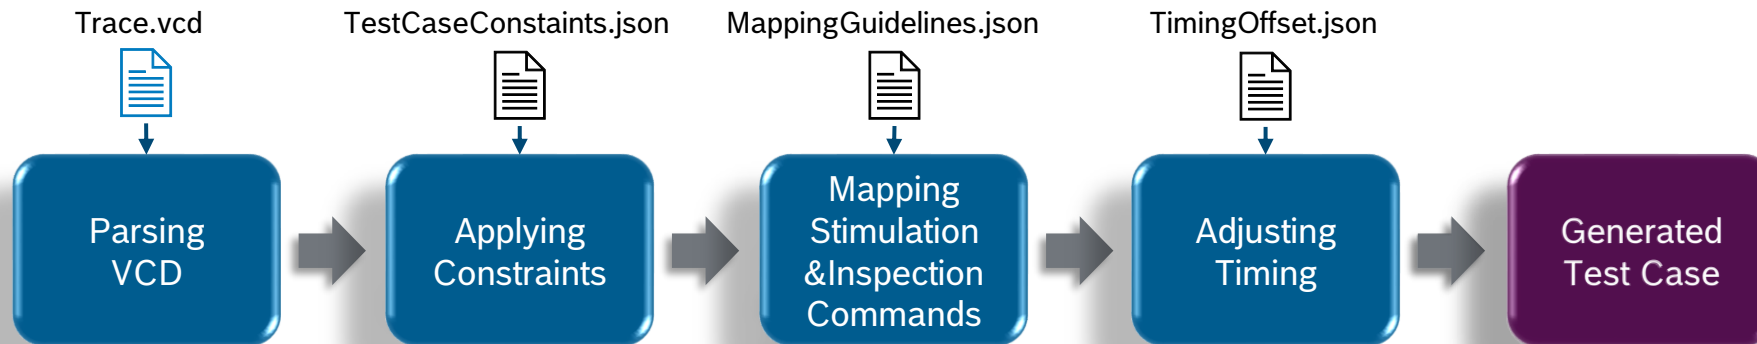 Trace.vcd
TestCaseConstaints.json
MappingGuidelines.json
TimingOffset.json
Parsing
VCD
Applying
Constraints
Mapping
Stimulation
&Inspection
Commands
Adjusting
Timing
Generated
Test Case